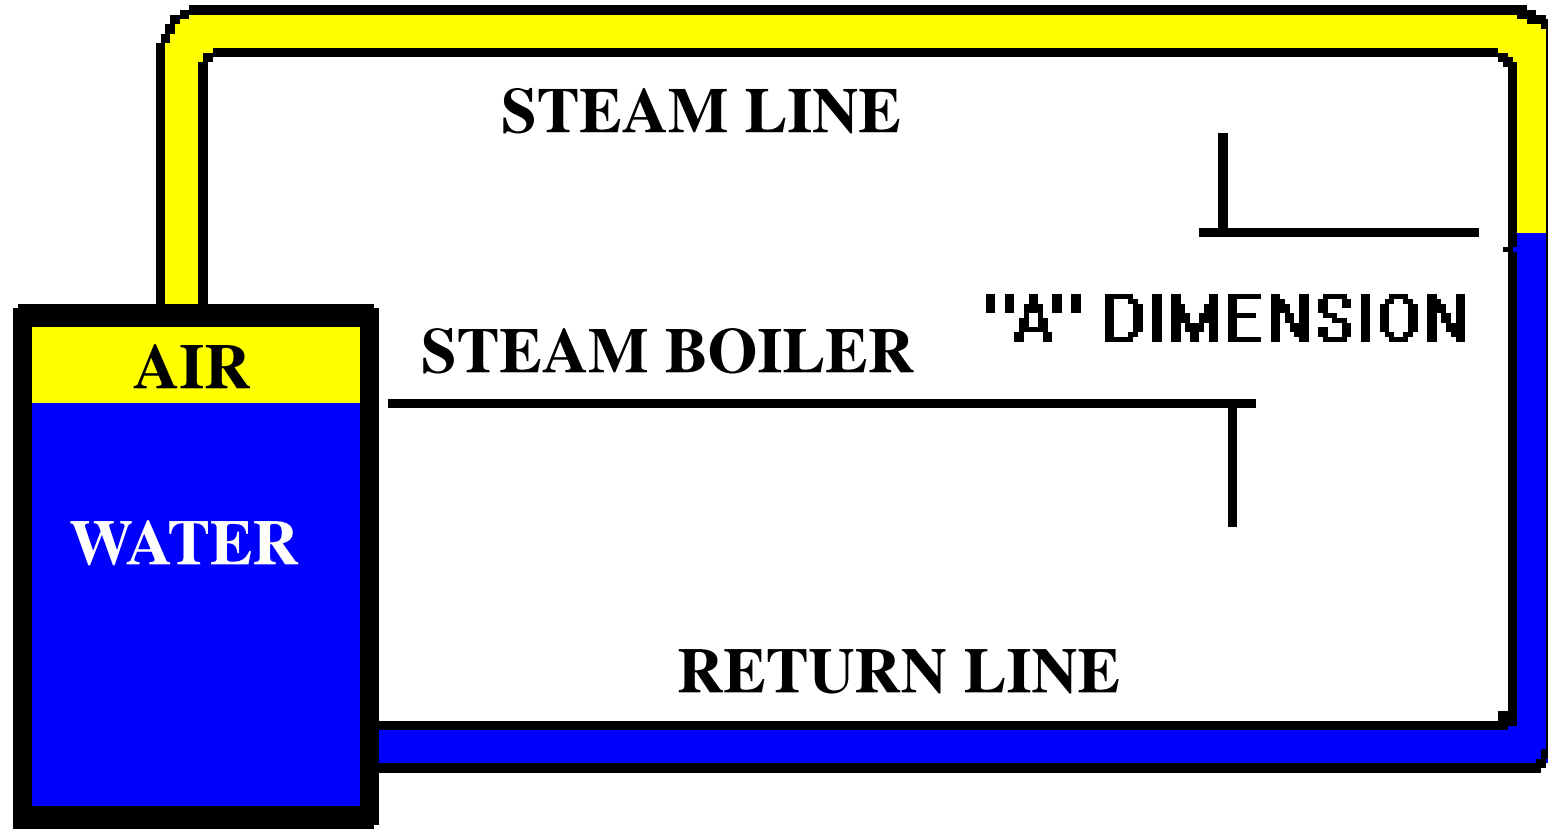 STEAM LINE
"A" DIMENSION
STEAM BOILER
AIR
WATER
RETURN LINE